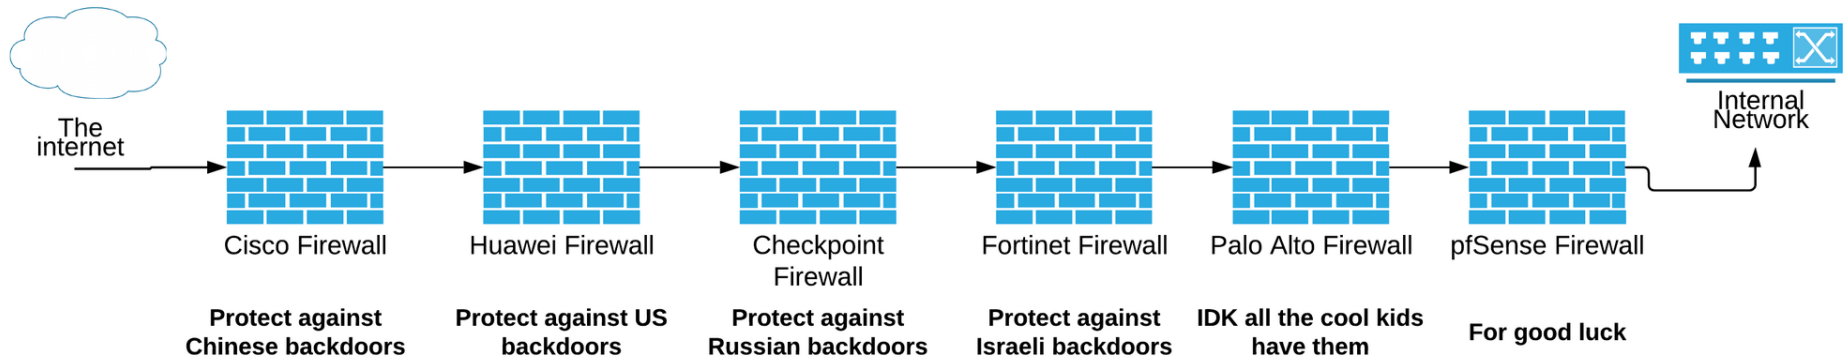 The
internet
Internal
Network
Cisco Firewall
Huawei Firewall
Checkpoint
Firewall
Fortinet Firewall
Palo Alto Firewall
pfSense Firewall
Protect against
Chinese backdoors
Protect against US
backdoors
Protect against
Russian backdoors
Protect against
Israeli backdoors
IDK all the cool kids
have them
For good luck